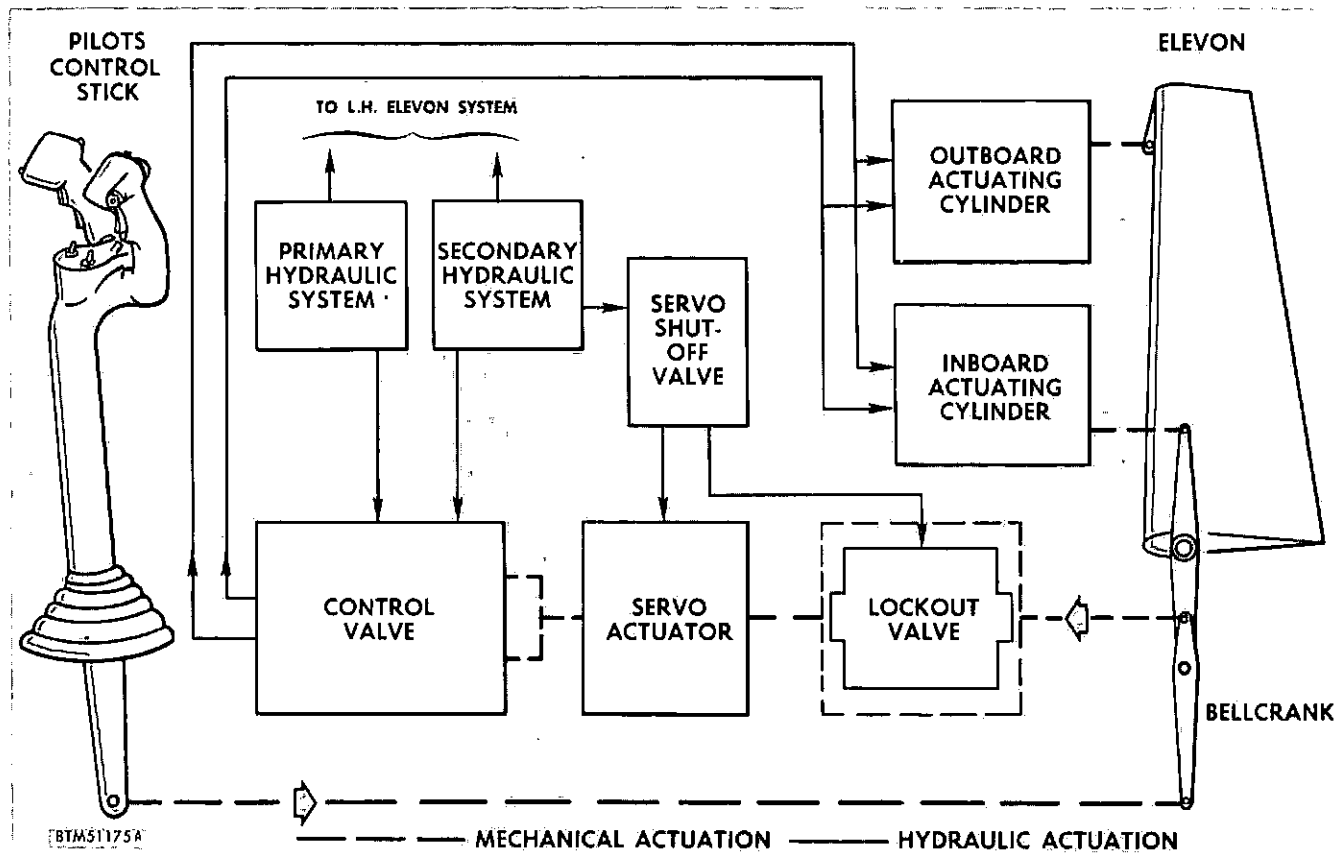 PILOTS
CONTROL
STICK
ELEVON
TO L.H. ELEVON SYSTEM
OUTBOARD
ACTUATING
CYLINDER
PRIMARY
HYDRAULIC
SYSTEM
SECONDARY
HYDRAULIC
SYSTEM
SERVO
SHUT-
OFF
VALVE
INBOARD
ACTUATING
CYLINDER
CONTROL
VALVE
SERVO
ACTUATOR
LOCKOUT
VALVE
BELLCRANK
BTM51175A
MECHANICAL ACTUATION
HYDRAULIC ACTUATION